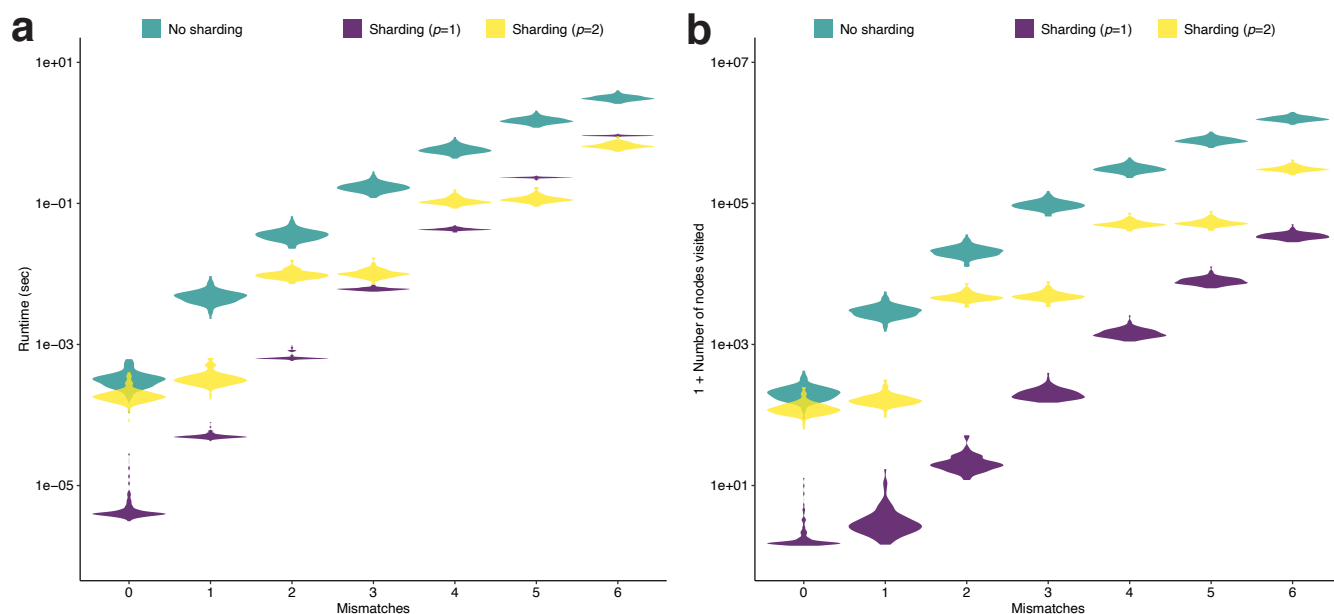 a
No sharding
Sharding (p=1)
Sharding (p=2)
1e+01
1e−01
1e−03
1e−05
Runtime (sec)
0 1 2 3 4 5 6
Mismatches
b
No sharding
Sharding (p=1)
Sharding (p=2)
1e+07
1e+05
1e+03
1e+01
1 + Number of nodes visited
0 1 2 3 4 5 6
Mismatches